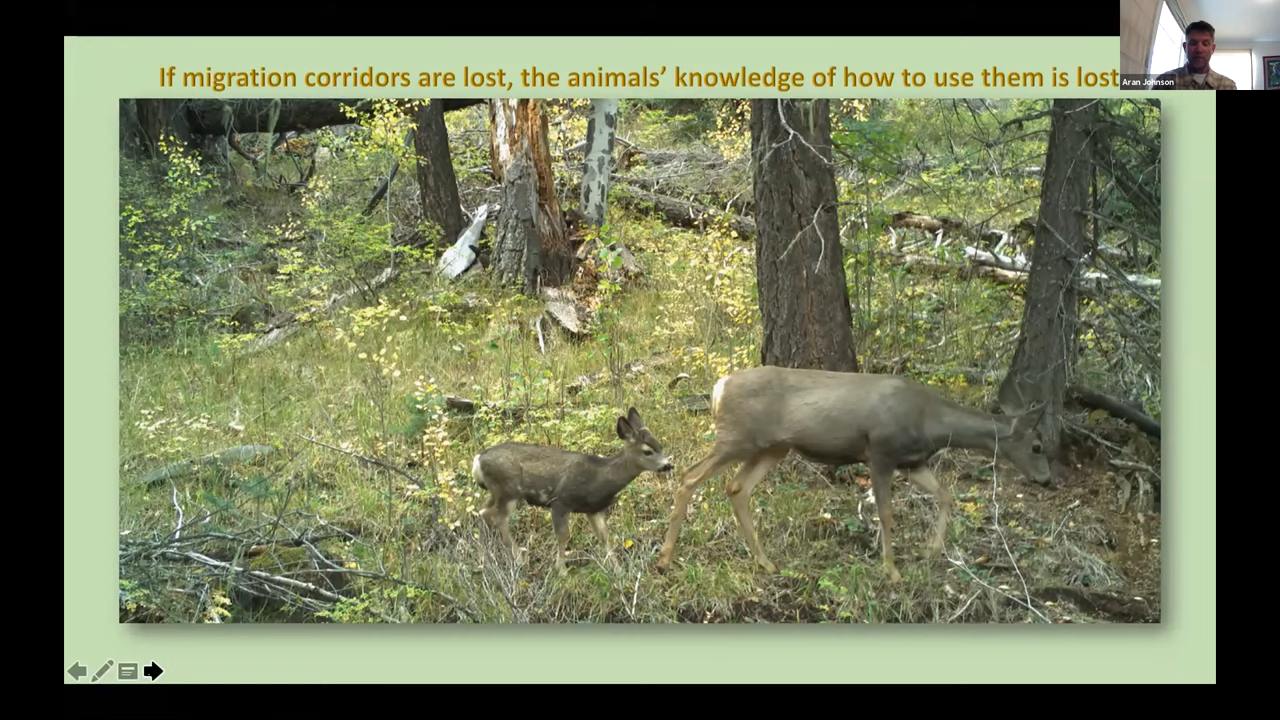 If migration corridors are lost, the animals’ knowledge of how to use them is lost
Aran Johnson